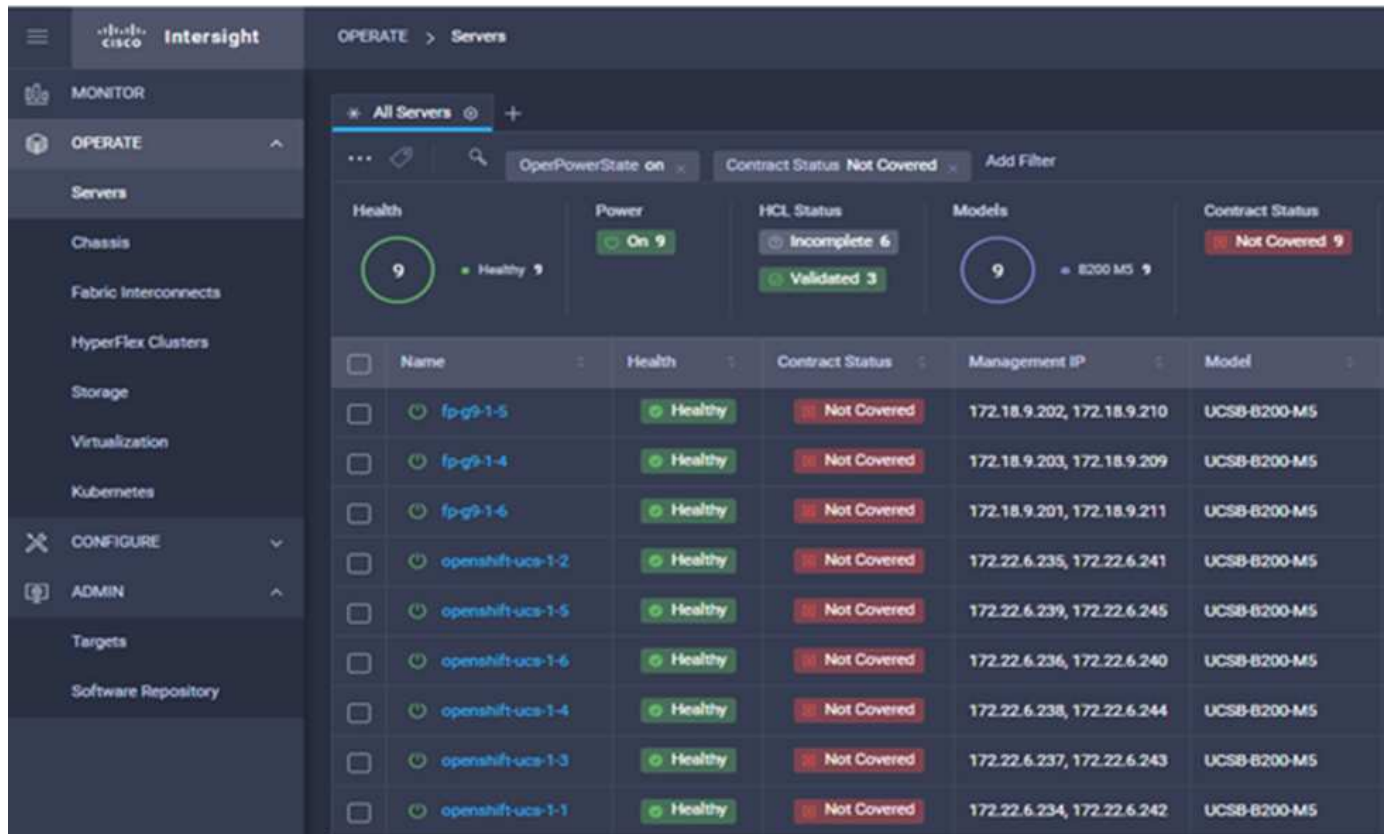 cisco Intersight
OPERATE > Servers
MONITOR
OPERATE
Servers
Chassis
Fabric Interconnects
HyperFlex Clusters
Storage
Virtualization
Kubernetes
CONFIGURE
ADMIN
Targets
Software Repository
All Servers
OperPowerState on × Contract Status Not Covered × Add Filter
Health
9
Healthy 9
Power
On 9
HCL Status
Incomplete 6
Validated 3
Models
9
B200 M5 9
Contract Status
Not Covered 9
Name Health Contract Status Management IP Model
fp-g9-1-5 Healthy Not Covered 172.18.9.202, 172.18.9.210 UCSB-B200-M5
fp-g9-1-4 Healthy Not Covered 172.18.9.203, 172.18.9.209 UCSB-B200-M5
fp-g9-1-6 Healthy Not Covered 172.18.9.201, 172.18.9.211 UCSB-B200-M5
openshift-ucs-1-2 Healthy Not Covered 172.22.6.235, 172.22.6.241 UCSB-B200-M5
openshift-ucs-1-5 Healthy Not Covered 172.22.6.239, 172.22.6.245 UCSB-B200-M5
openshift-ucs-1-6 Healthy Not Covered 172.22.6.236, 172.22.6.240 UCSB-B200-M5
openshift-ucs-1-4 Healthy Not Covered 172.22.6.238, 172.22.6.244 UCSB-B200-M5
openshift-ucs-1-3 Healthy Not Covered 172.22.6.237, 172.22.6.243 UCSB-B200-M5
openshift-ucs-1-1 Healthy Not Covered 172.22.6.234, 172.22.6.242 UCSB-B200-M5